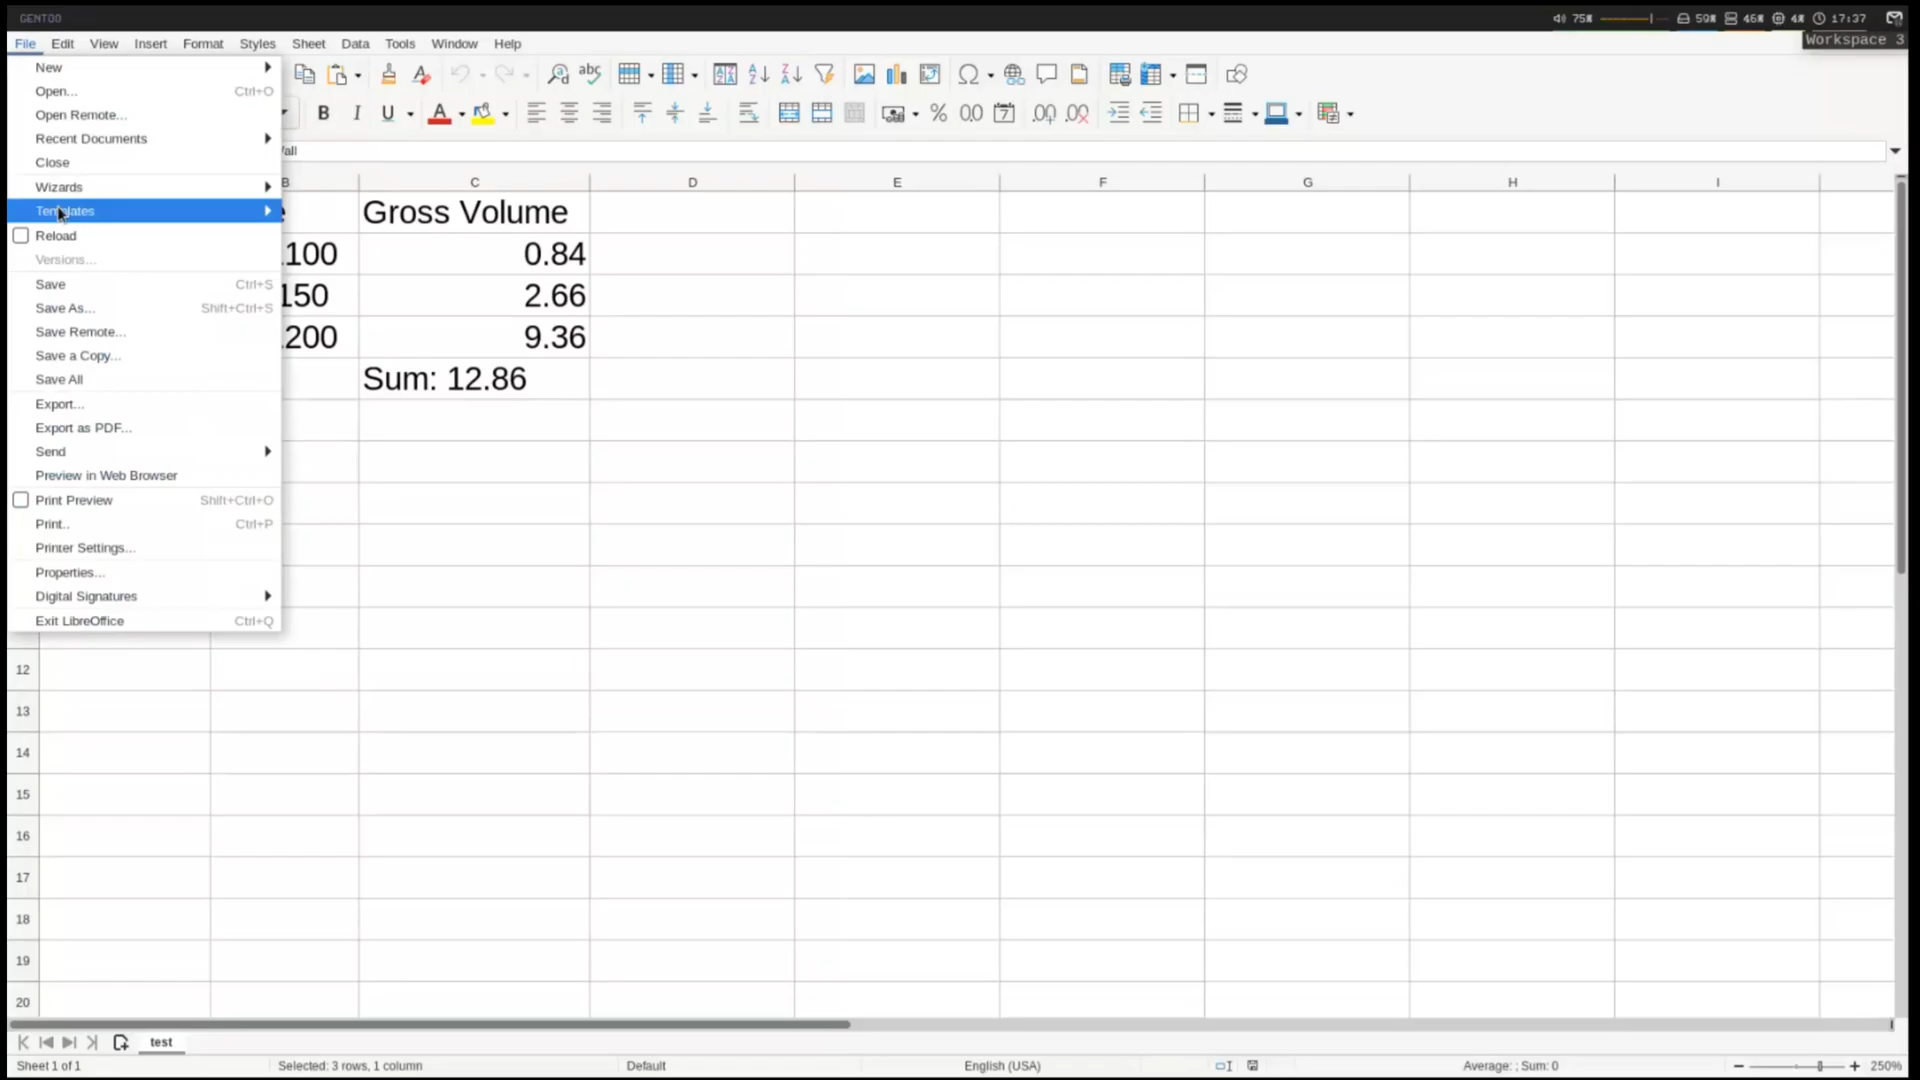 GENTOO
75% 59% 46% 4% 17:37
Workspace 3
File Edit View Insert Format Styles Sheet Data Tools Window Help
New
Open... Ctrl+O
Open Remote...
Recent Documents
Close
Wizards
Templates
Reload
Versions...
Save Ctrl+S
Save As... Shift+Ctrl+S
Save Remote...
Save a Copy...
Save All
Export...
Export as PDF...
Send
Preview in Web Browser
Print Preview Shift+Ctrl+O
Print.. Ctrl+P
Printer Settings...
Properties...
Digital Signatures
Exit LibreOffice Ctrl+Q
B C D E F G H I
Gross Volume
.100 0.84
150 2.66
.200 9.36
Sum: 12.86
12
13
14
15
16
17
18
19
20
test
Sheet 1 of 1 Selected: 3 rows, 1 column Default English (USA) Average: ; Sum: 0 250%